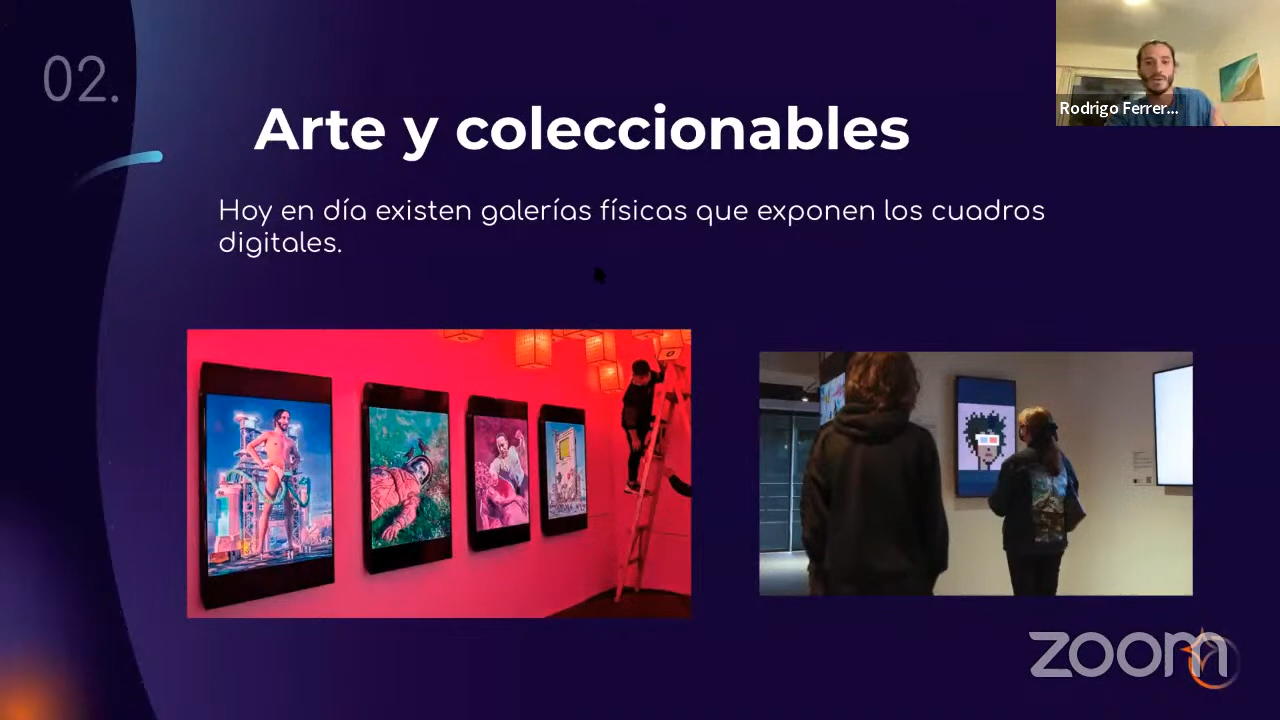 02.
Rodrigo Ferrer...
Arte y coleccionables
Hoy en día existen galerías físicas que exponen los cuadros
digitales.
zoom